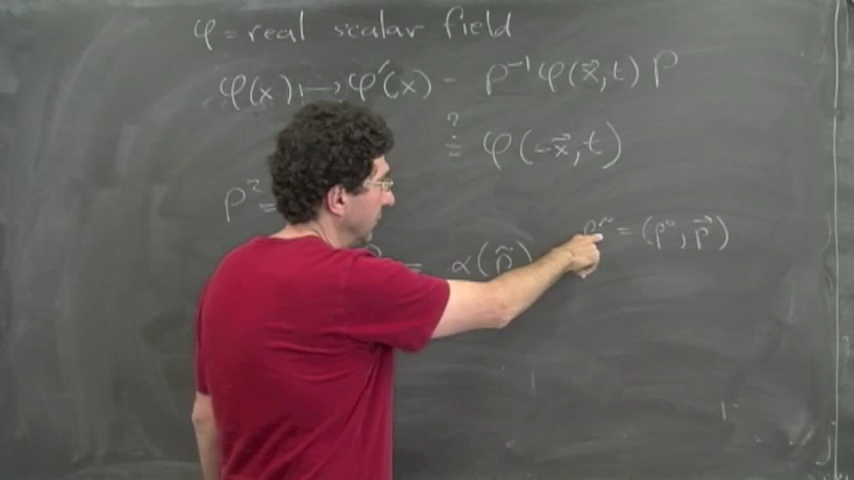 φ = real scalar field
φ(x) ⟼ φ′(x) = P⁻¹ φ(x⃗, t) P
≟ φ(-x⃗, t)
P² =
= α(p̃) p^μ = (p⁰, p⃗)